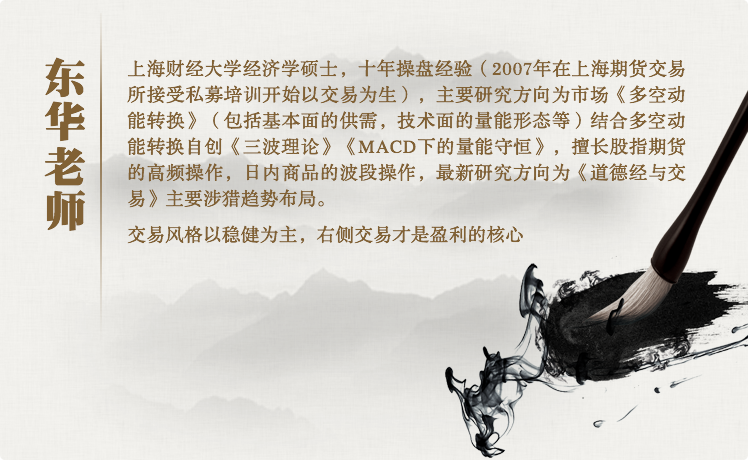 东华老师
上海财经大学经济学硕士，十年操盘经验（2007年在上海期货交易
所接受私募培训开始以交易为生），主要研究方向为市场《多空动
能转换》（包括基本面的供需，技术面的量能形态等）结合多空动
能转换自创《三波理论》《MACD下的量能守恒》，擅长股指期货
的高频操作，日内商品的波段操作，最新研究方向为《道德经与交
易》主要涉猎趋势布局。
交易风格以稳健为主，右侧交易才是盈利的核心